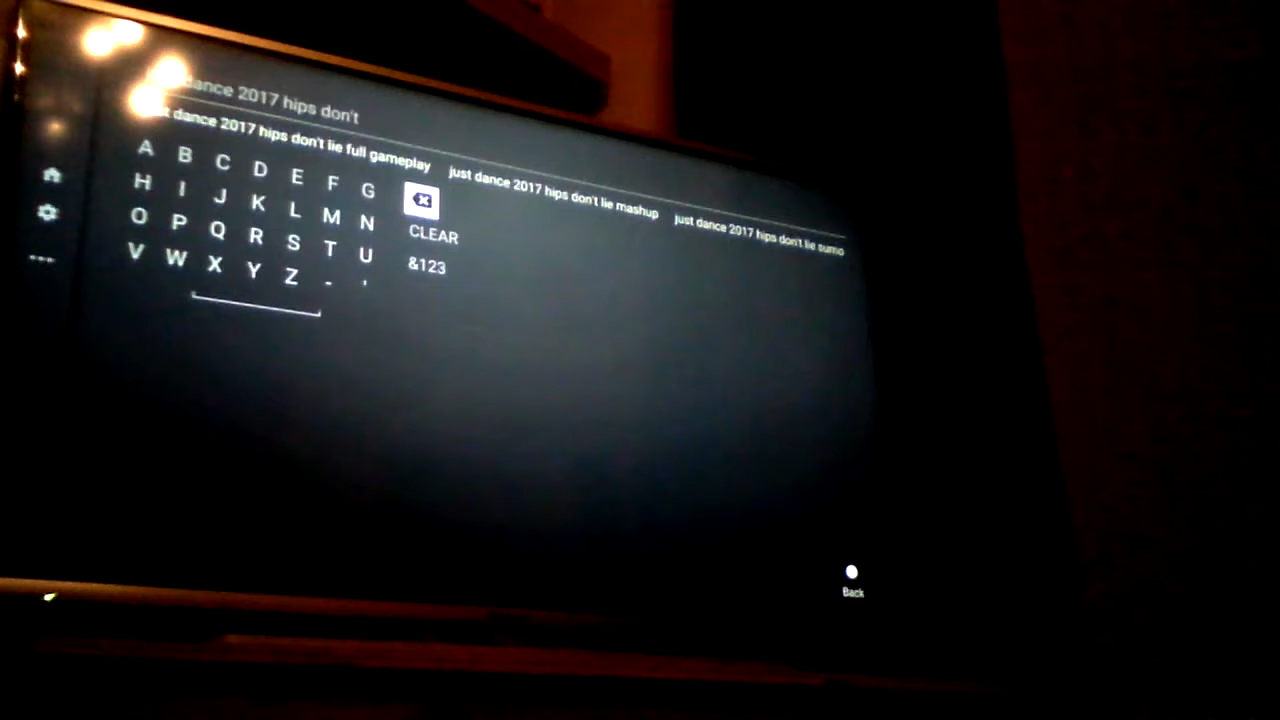 dance 2017 hips don't
just dance 2017 hips don't lie full gameplay just dance 2017 hips don't lie mashup just dance 2017 hips don't lie sumo
A B C D E F G
H I J K L M N
CLEAR
O P Q R S T U
&123
V W X Y Z - '
Back